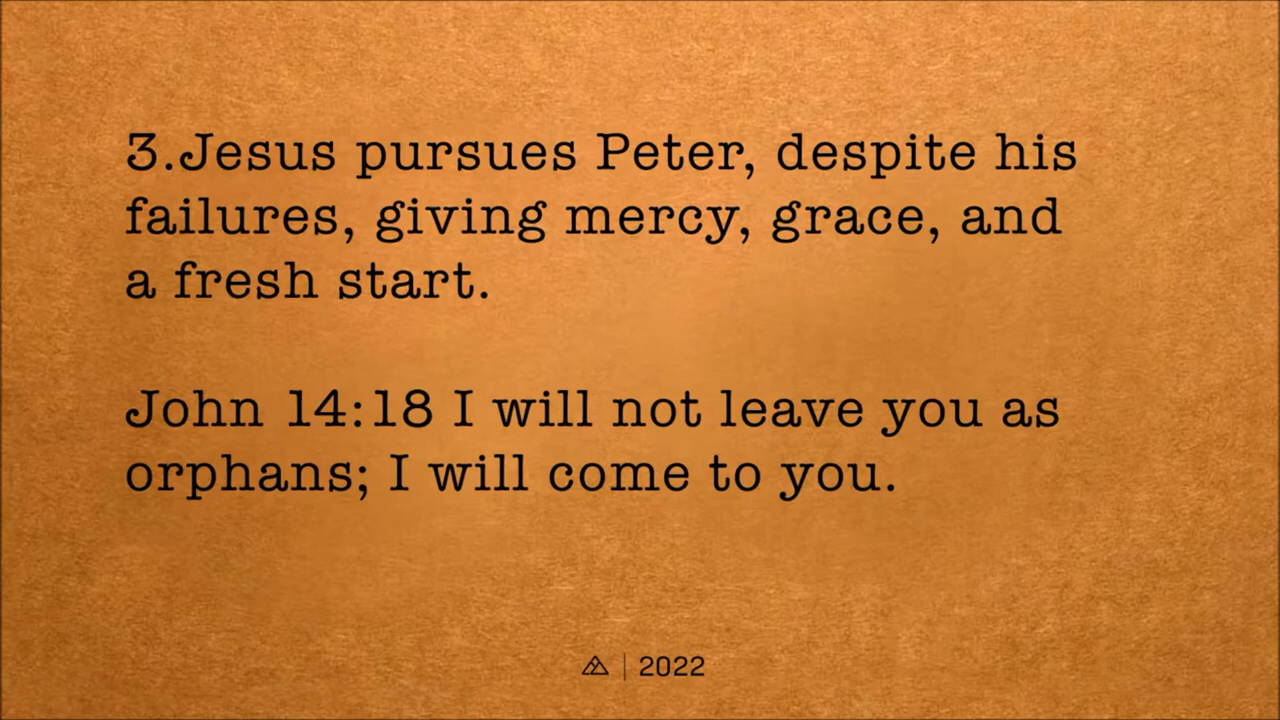 3.Jesus pursues Peter, despite his
failures, giving mercy, grace, and
a fresh start.
John 14:18 I will not leave you as
orphans; I will come to you.
| 2022